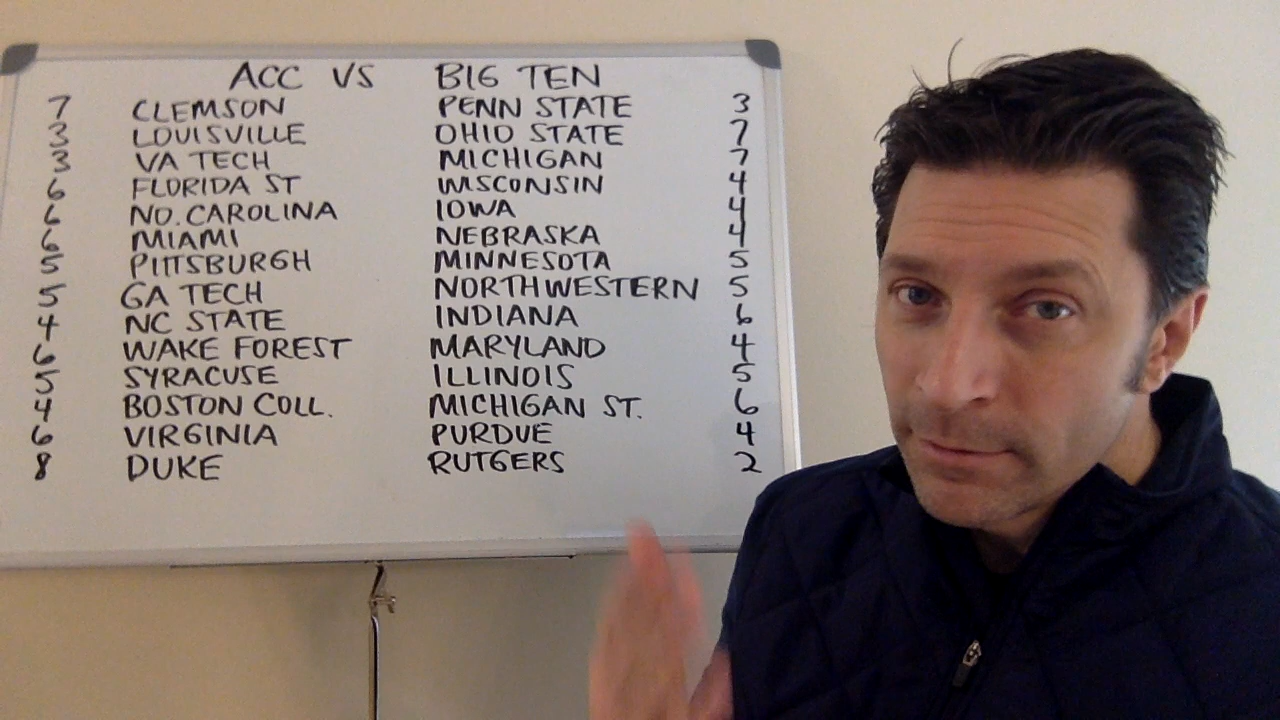 ACC VS BIG TEN
7 CLEMSON PENN STATE 3
3 LOUISVILLE OHIO STATE 7
3 VA TECH MICHIGAN 7
6 FLORIDA ST WISCONSIN 4
6 NO. CAROLINA IOWA 4
6 MIAMI NEBRASKA 4
5 PITTSBURGH MINNESOTA 5
5 GA TECH NORTHWESTERN 5
4 NC STATE INDIANA 6
6 WAKE FOREST MARYLAND 4
5 SYRACUSE ILLINOIS 5
4 BOSTON COLL. MICHIGAN ST. 6
6 VIRGINIA PURDUE 4
8 DUKE RUTGERS 2